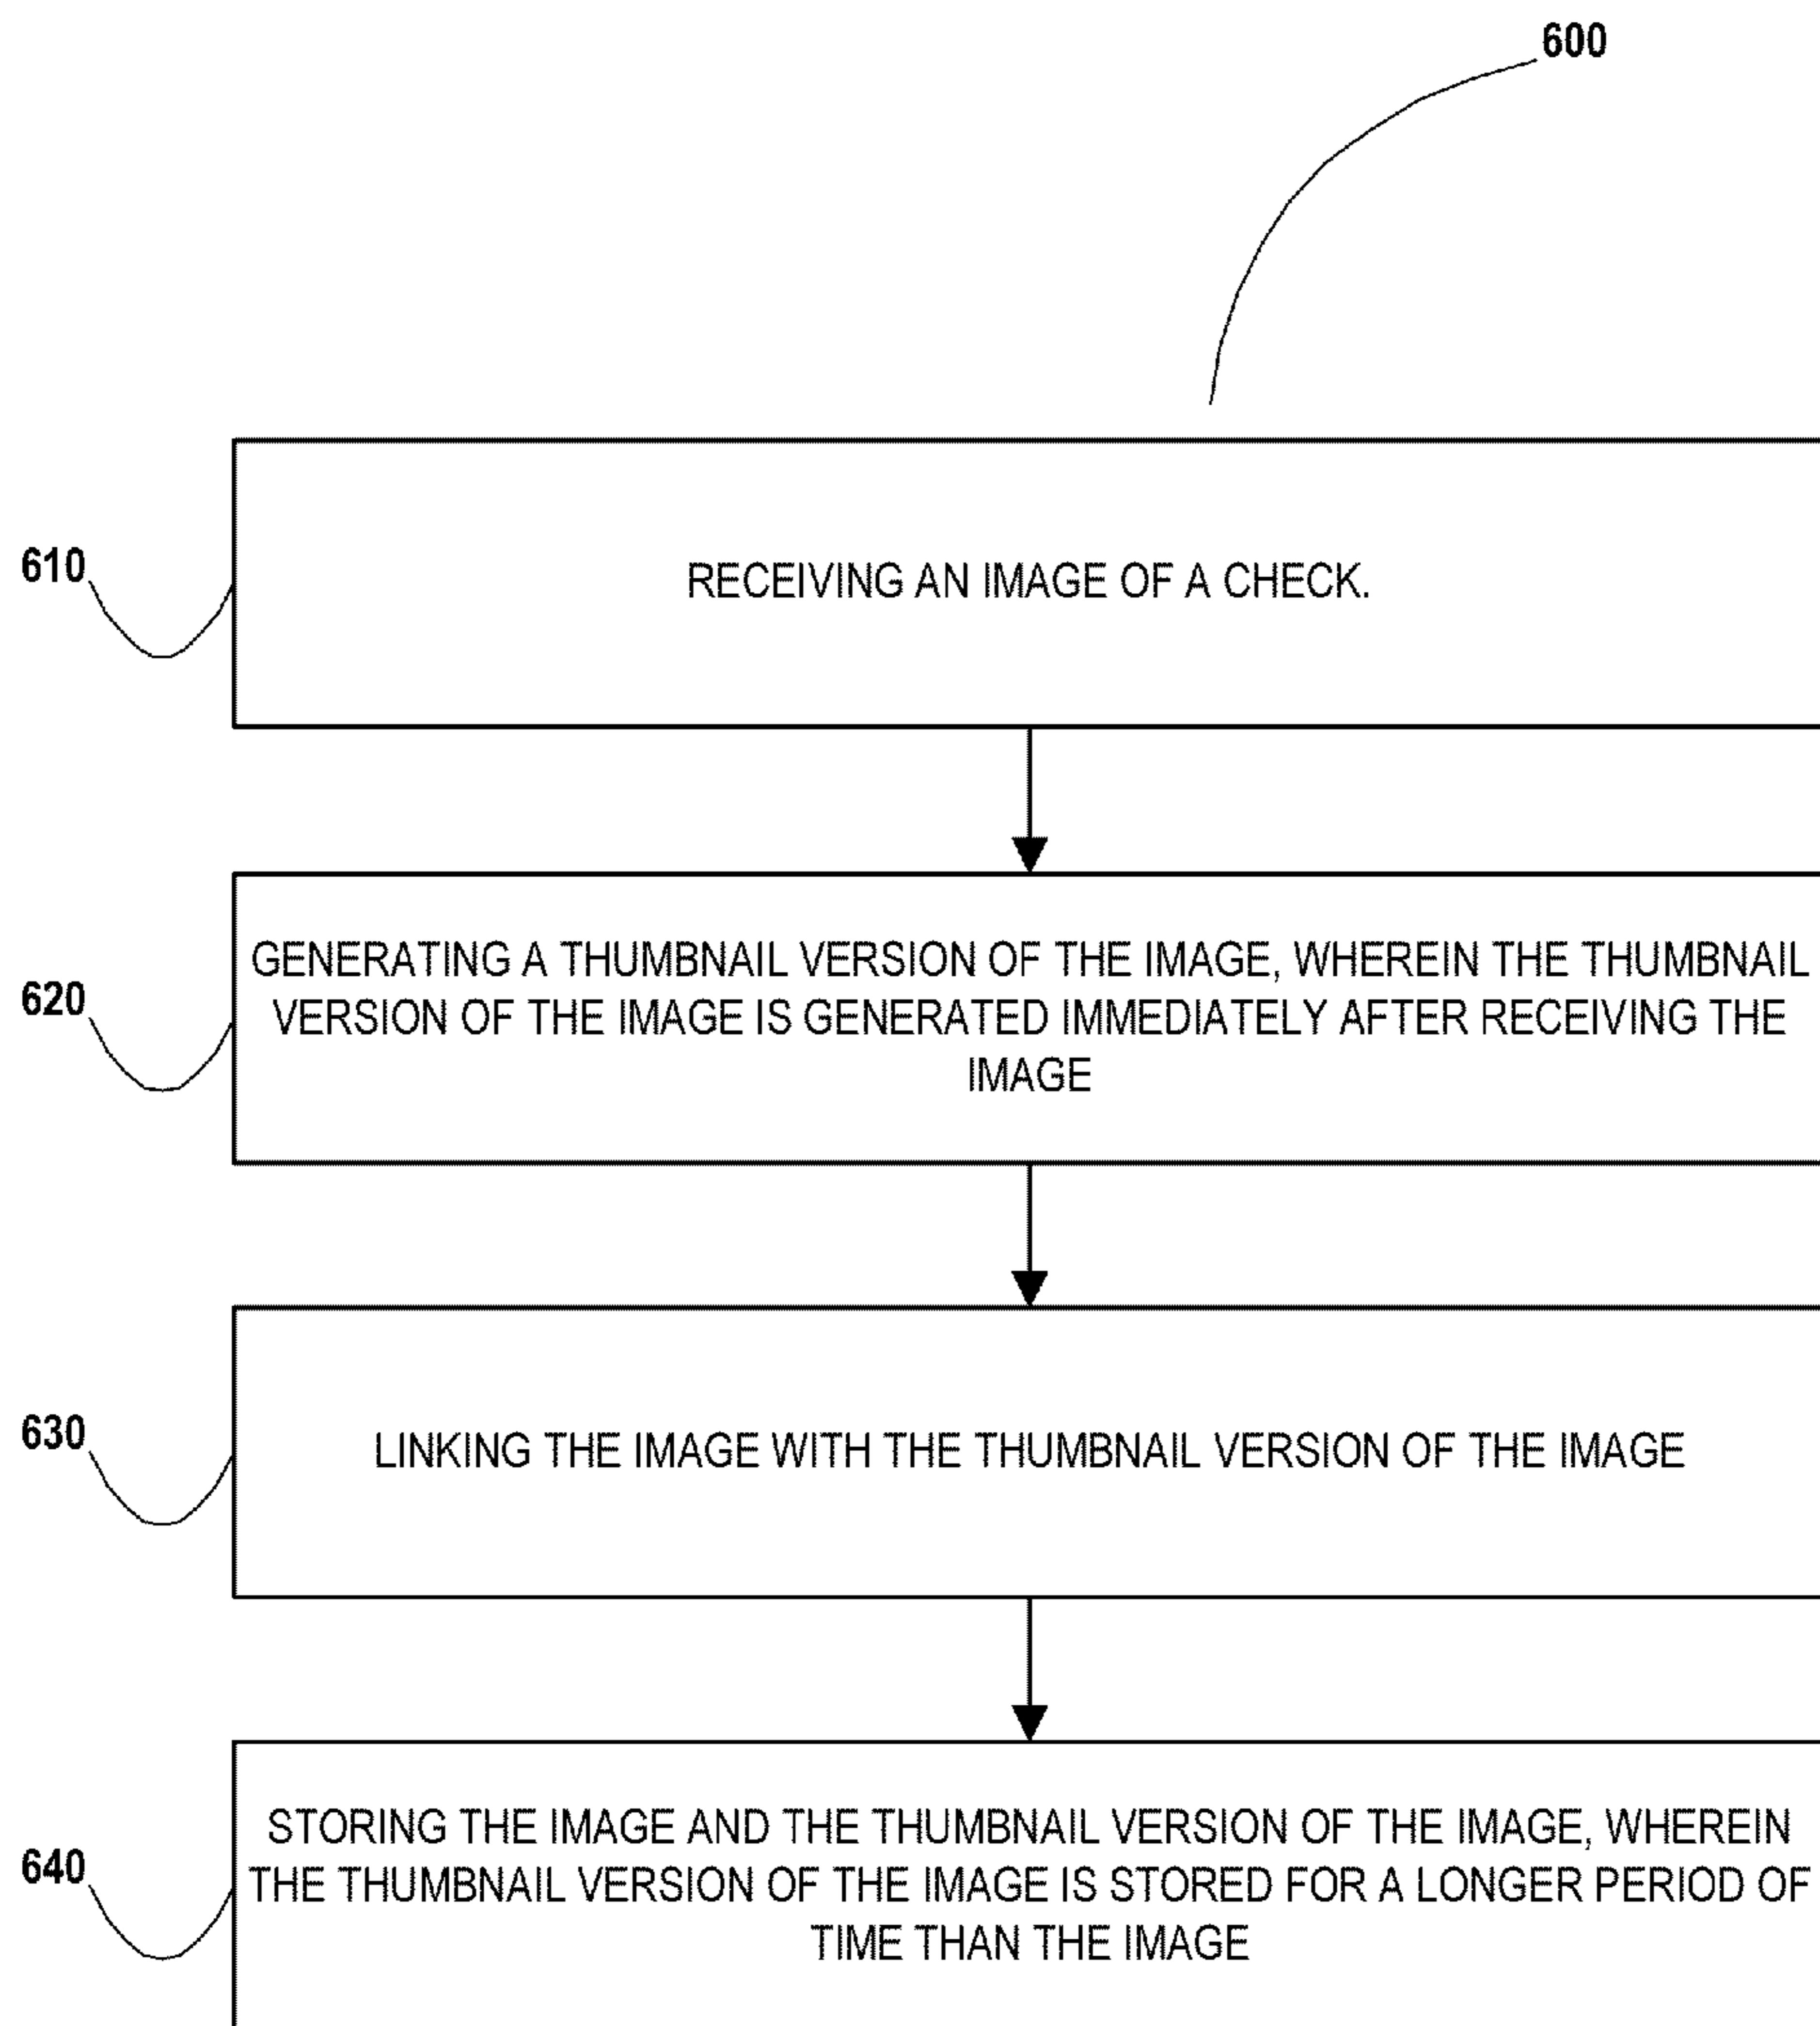 600
610
RECEIVING AN IMAGE OF A CHECK.
620
GENERATING A THUMBNAIL VERSION OF THE IMAGE, WHEREIN THE THUMBNAIL
VERSION OF THE IMAGE IS GENERATED IMMEDIATELY AFTER RECEIVING THE
IMAGE
630
LINKING THE IMAGE WITH THE THUMBNAIL VERSION OF THE IMAGE
640
STORING THE IMAGE AND THE THUMBNAIL VERSION OF THE IMAGE, WHEREIN
THE THUMBNAIL VERSION OF THE IMAGE IS STORED FOR A LONGER PERIOD OF
TIME THAN THE IMAGE